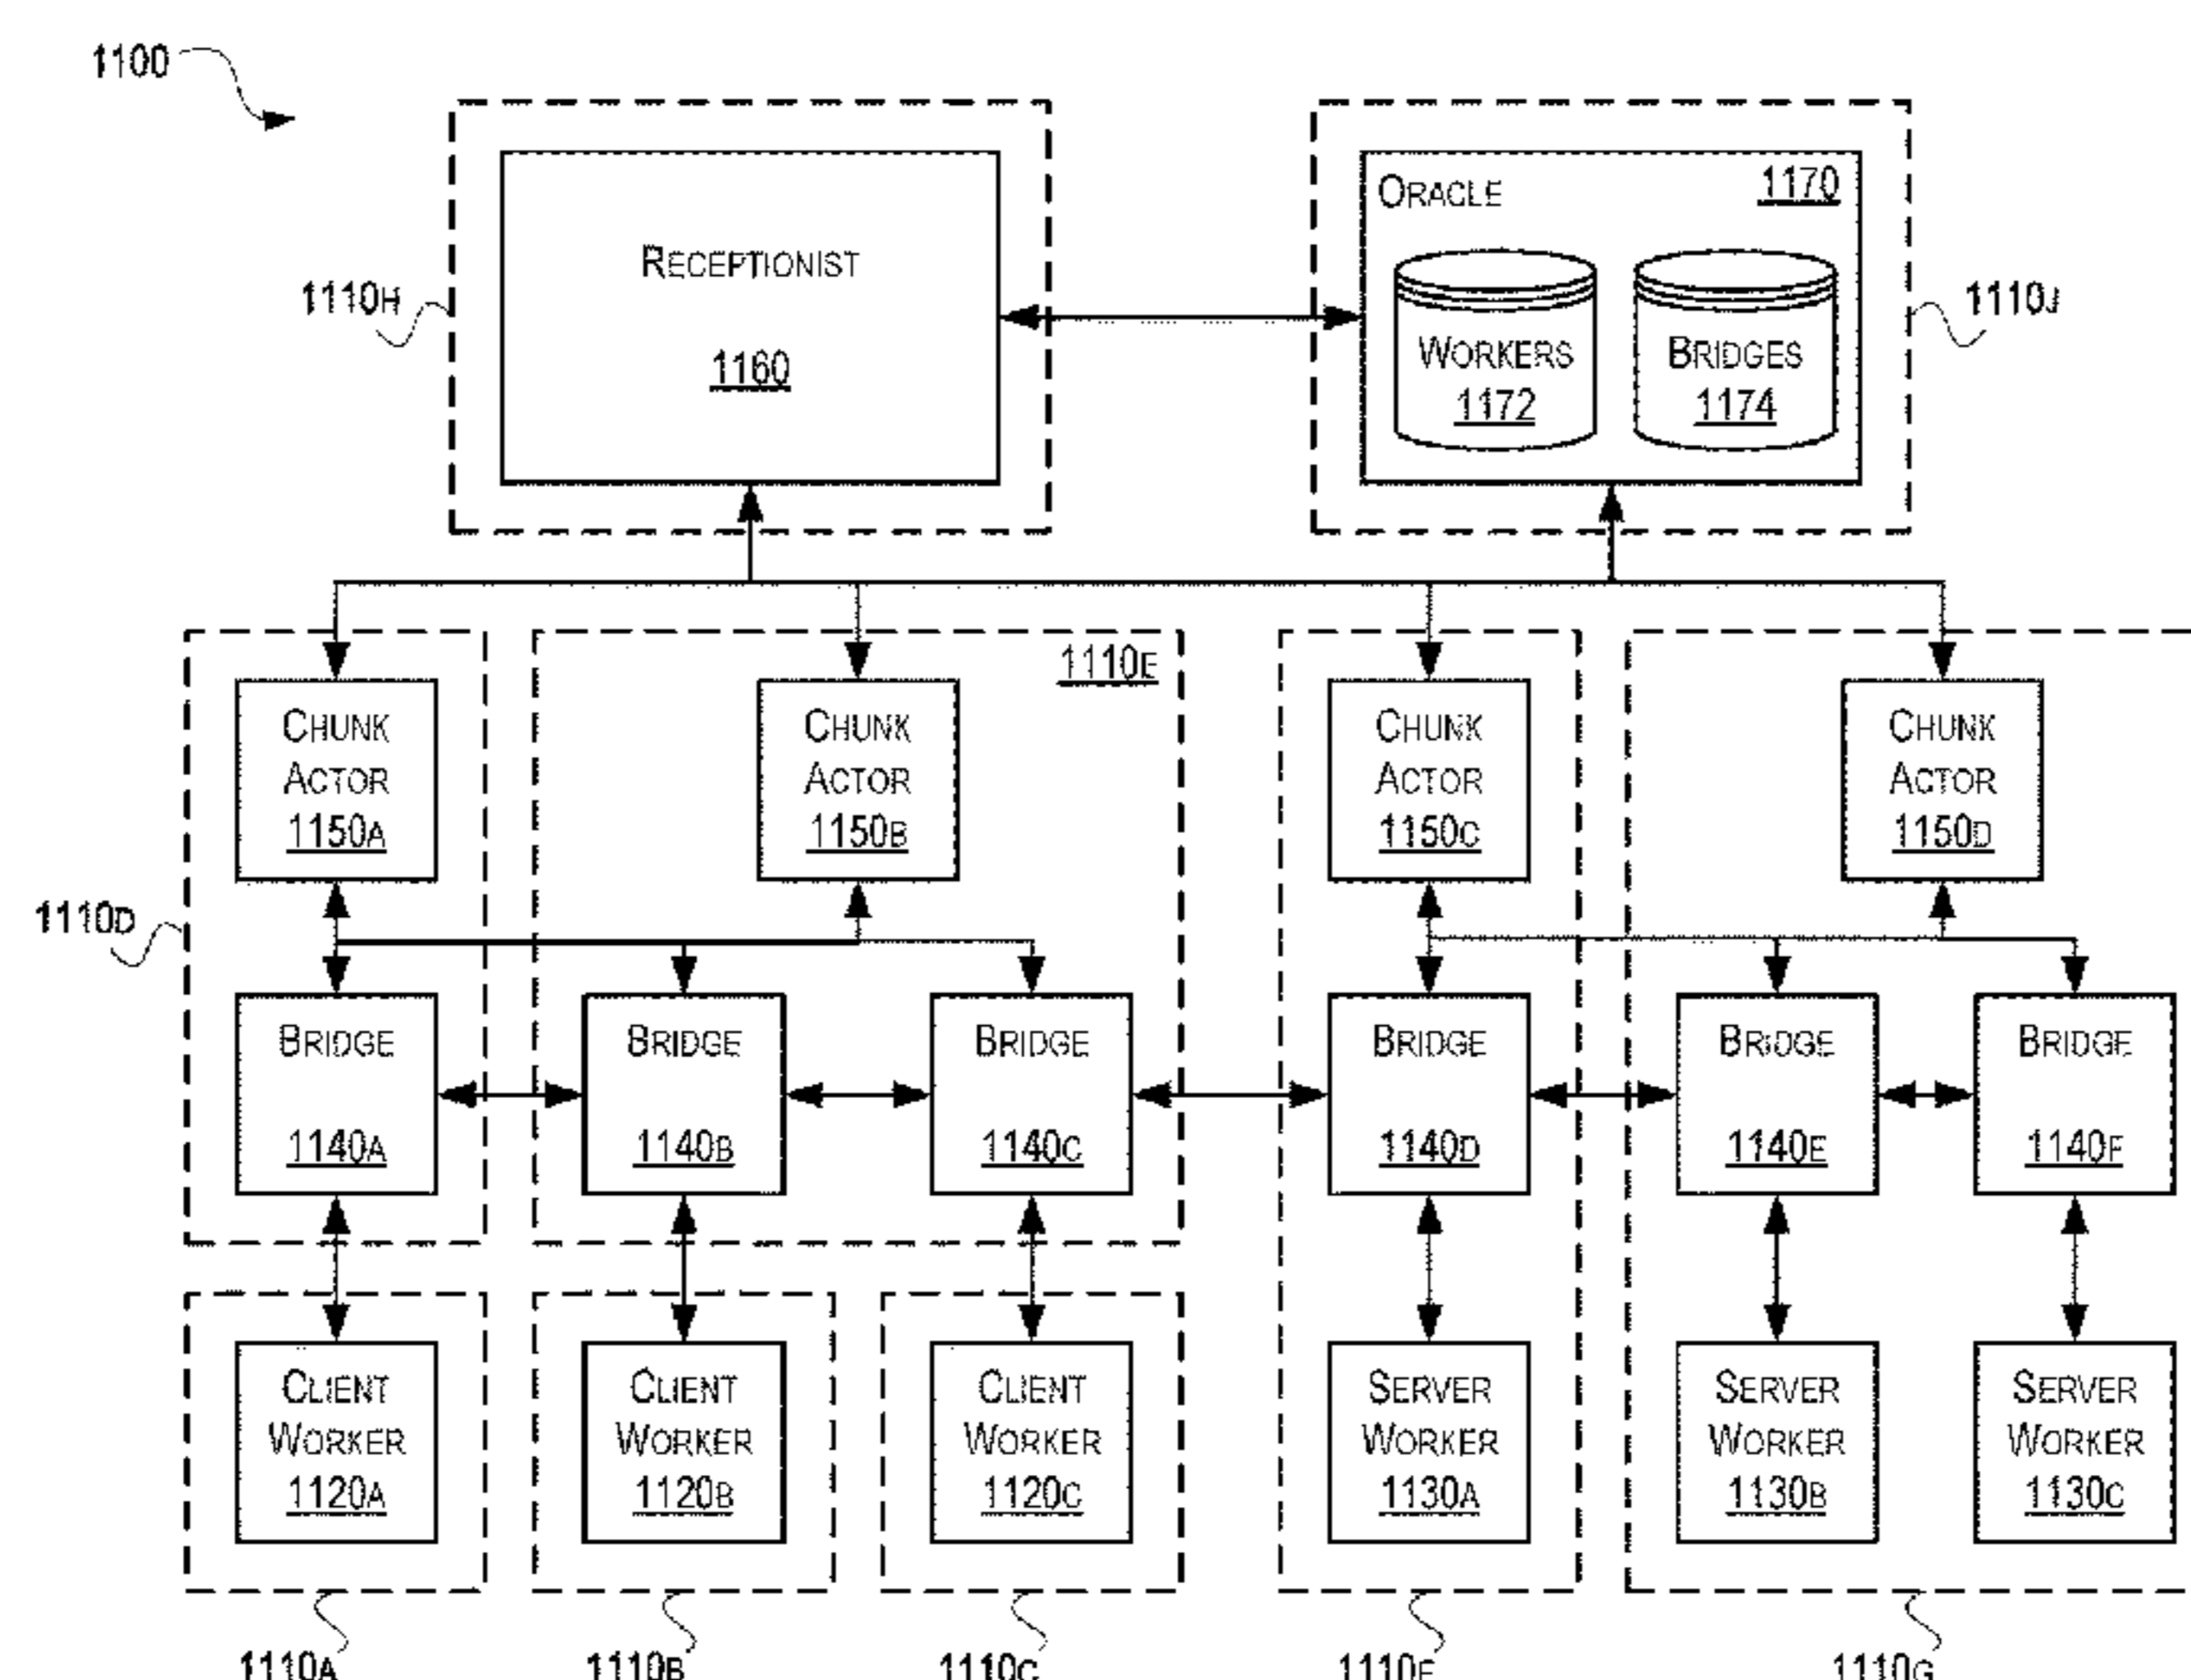 1100
ORACLE
1170
RECEPTIONIST
1160
WORKERS
1172
BRIDGES
1174
1110H
1110J
1110E
CHUNK
ACTOR
1150A
CHUNK
ACTOR
1150B
CHUNK
ACTOR
1150C
CHUNK
ACTOR
1150D
1110D
BRIDGE
1140A
BRIDGE
1140B
BRIDGE
1140C
BRIDGE
1140D
BRIDGE
1140E
BRIDGE
1140F
CLIENT
WORKER
1120A
CLIENT
WORKER
1120B
CLIENT
WORKER
1120C
SERVER
WORKER
1130A
SERVER
WORKER
1130B
SERVER
WORKER
1130C
1110A
1110B
1110C
1110F
1110G